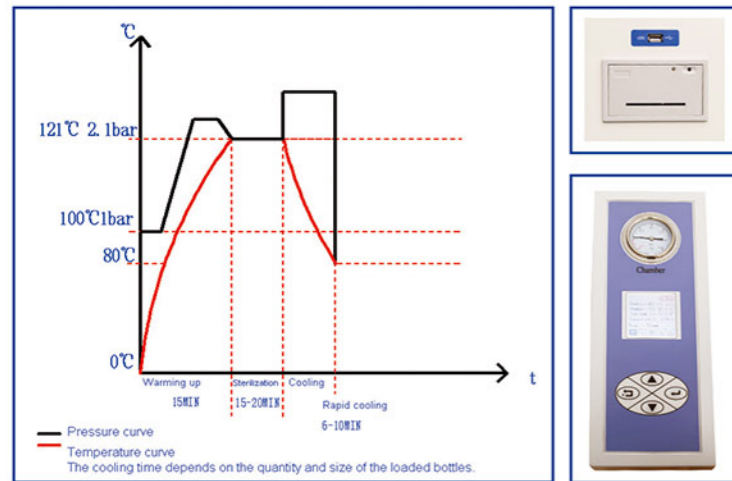 ℃
121℃ 2.1bar
100℃1bar
80℃
0℃
t
Warming up
Sterilization
Cooling
15MIN
15-20MIN
Rapid cooling
6-10MIN
Pressure curve
Temperature curve
The cooling time depends on the quantity and size of the loaded bottles.
Chamber